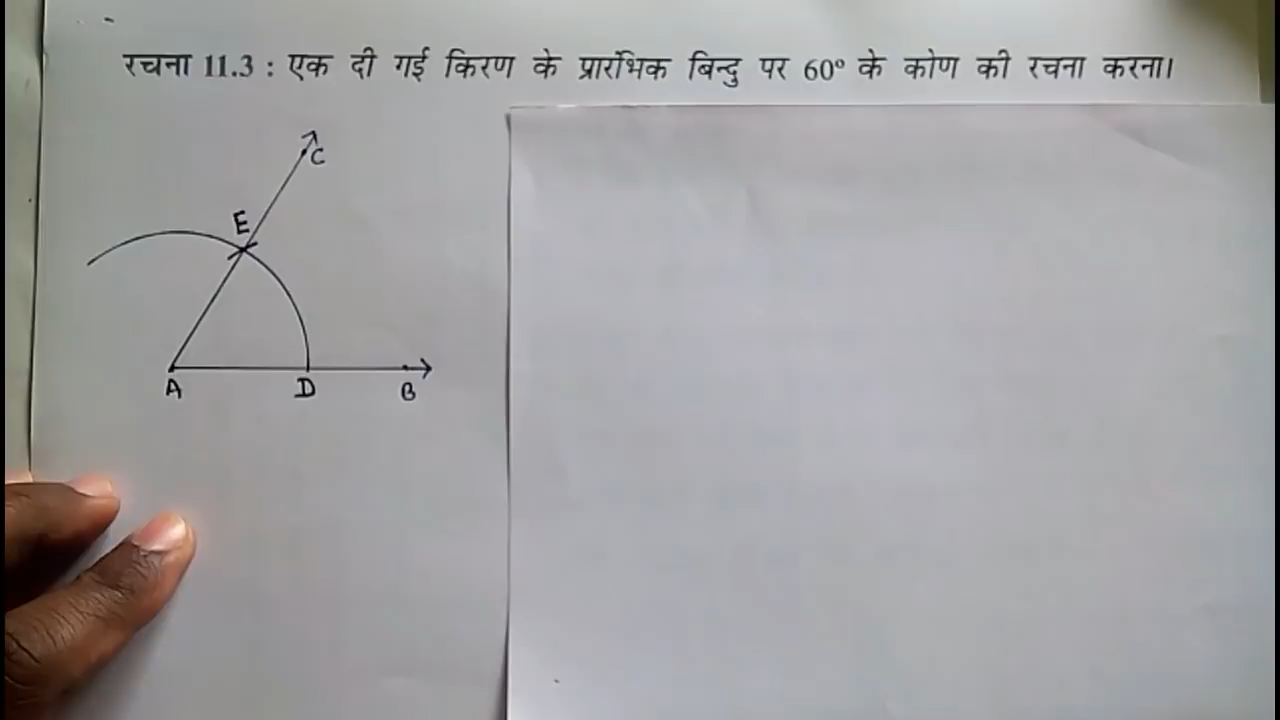 रचना 11.3 : एक दी गई किरण के प्रारंभिक बिन्दु पर 60° के कोण की रचना करना।
C
E
A D B